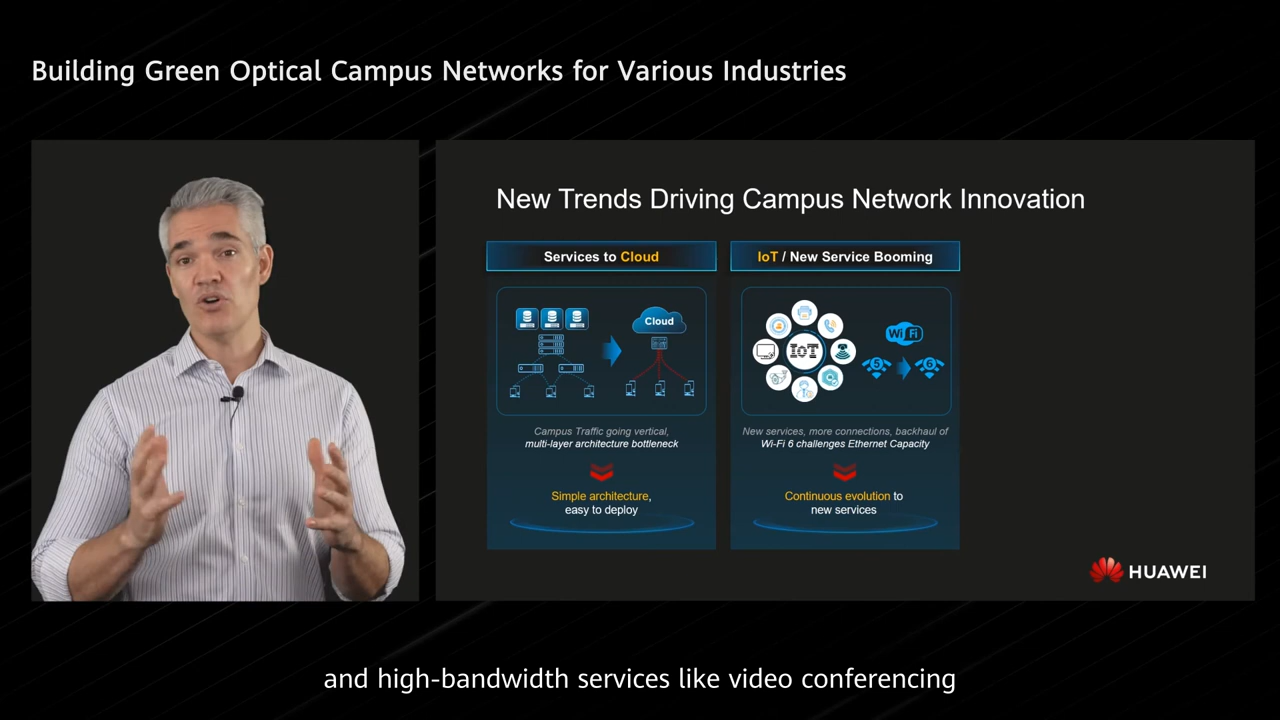 Building Green Optical Campus Networks for Various Industries
New Trends Driving Campus Network Innovation
Services to Cloud
Cloud
Campus Traffic going vertical,
multi-layer architecture bottleneck
Simple architecture,
easy to deploy
IoT / New Service Booming
IoT
Wi Fi
5
6
New services, more connections, backhaul of
Wi-Fi 6 challenges Ethernet Capacity
Continuous evolution to
new services
HUAWEI
and high-bandwidth services like video conferencing